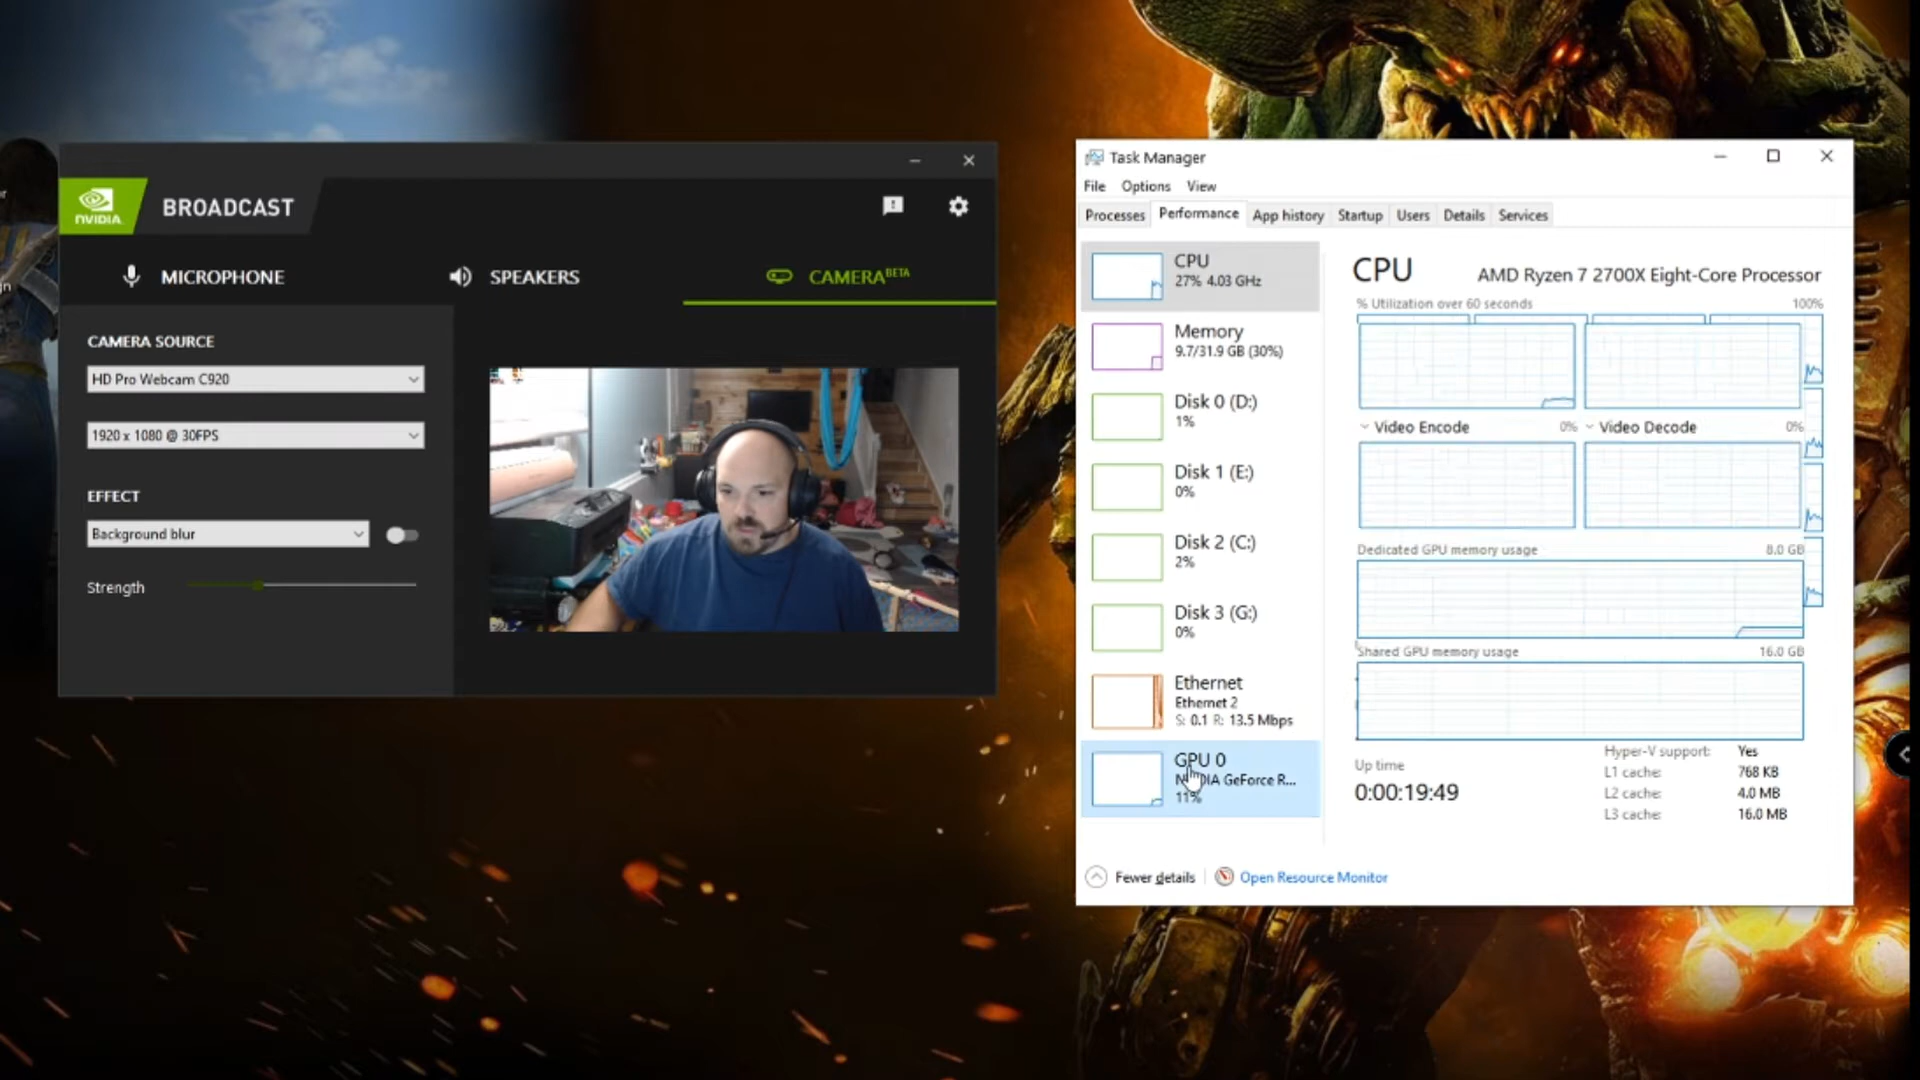 NVIDIA
BROADCAST
MICROPHONE
SPEAKERS
CAMERA BETA
CAMERA SOURCE
HD Pro Webcam C920
1920 x 1080 @ 30FPS
EFFECT
Background blur
Strength
Task Manager
File Options View
Processes Performance App history Startup Users Details Services
CPU
27% 4.03 GHz
Memory
9.7/31.9 GB (30%)
Disk 0 (D:)
1%
Disk 1 (E:)
0%
Disk 2 (C:)
2%
Disk 3 (G:)
0%
Ethernet
Ethernet 2
S: 0.1 R: 13.5 Mbps
GPU 0
GeForce R...
11%
CPU AMD Ryzen 7 2700X Eight-Core Processor
% Utilization over 60 seconds 100%
Video Encode 0% Video Decode 0%
Dedicated GPU memory usage 8.0 GB
Shared GPU memory usage 16.0 GB
Up time
0:00:19:49
Hyper-V support: Yes
L1 cache: 768 KB
L2 cache: 4.0 MB
L3 cache: 16.0 MB
Fewer details Open Resource Monitor